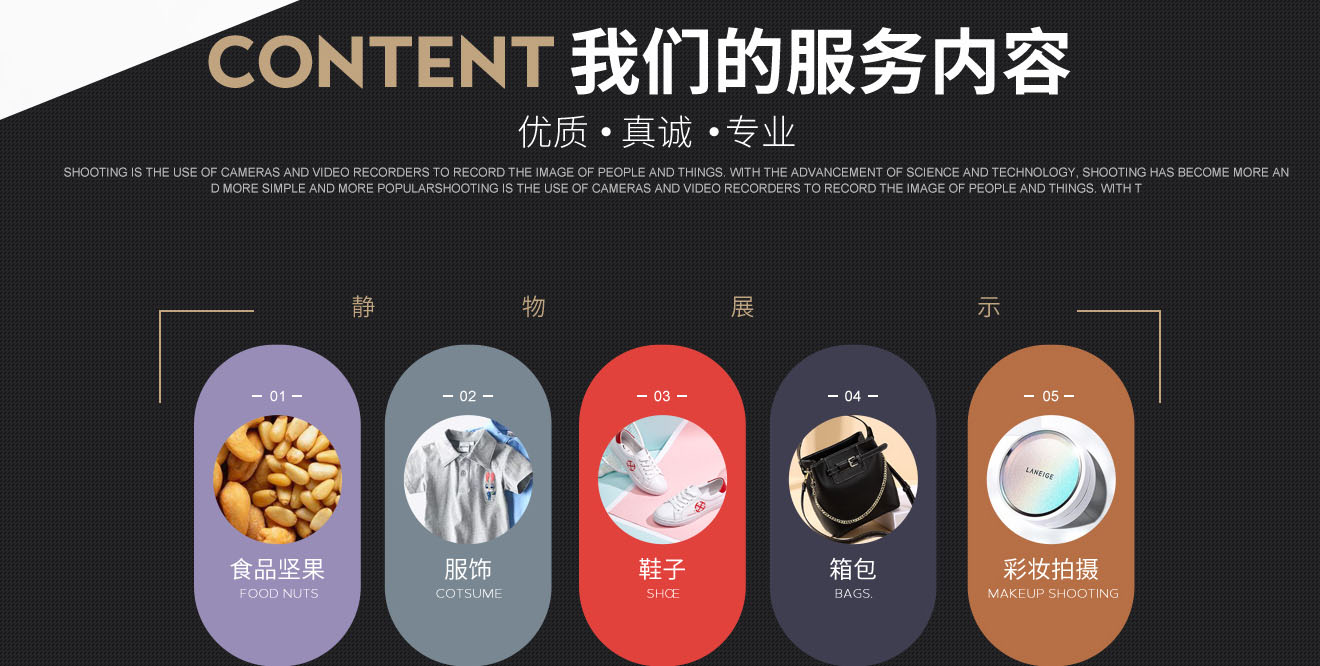 CONTENT 我们的服务内容
优质 • 真诚 • 专业
SHOOTING IS THE USE OF CAMERAS AND VIDEO RECORDERS TO RECORD THE IMAGE OF PEOPLE AND THINGS. WITH THE ADVANCEMENT OF SCIENCE AND TECHNOLOGY, SHOOTING HAS BECOME MORE AN
D MORE SIMPLE AND MORE POPULARSHOOTING IS THE USE OF CAMERAS AND VIDEO RECORDERS TO RECORD THE IMAGE OF PEOPLE AND THINGS. WITH T
静 物 展 示
01
食品坚果
FOOD NUTS
02
服饰
COTSUME
03
鞋子
SHŒ
04
箱包
BAGS.
05
LANEIGE
彩妆拍摄
MAKEUP SHOOTING